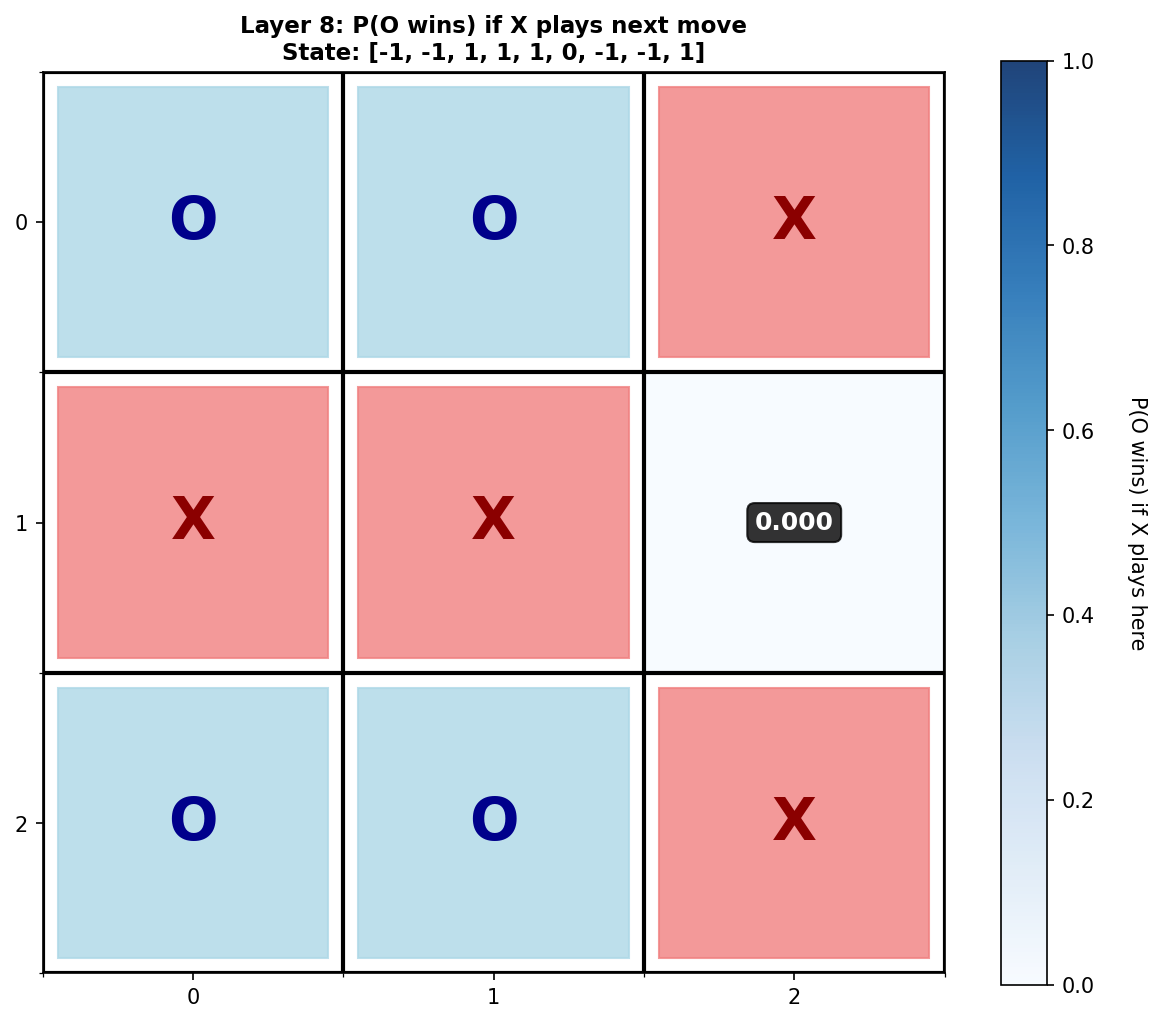 Layer 8: P(O wins) if X plays next move
State: [-1, -1, 1, 1, 1, 0, -1, -1, 1]
0
O
O
X
1
X
X
0.000
2
O
O
X
0
1
2
1.0
0.8
0.6
0.4
0.2
0.0
P(O wins) if X plays here